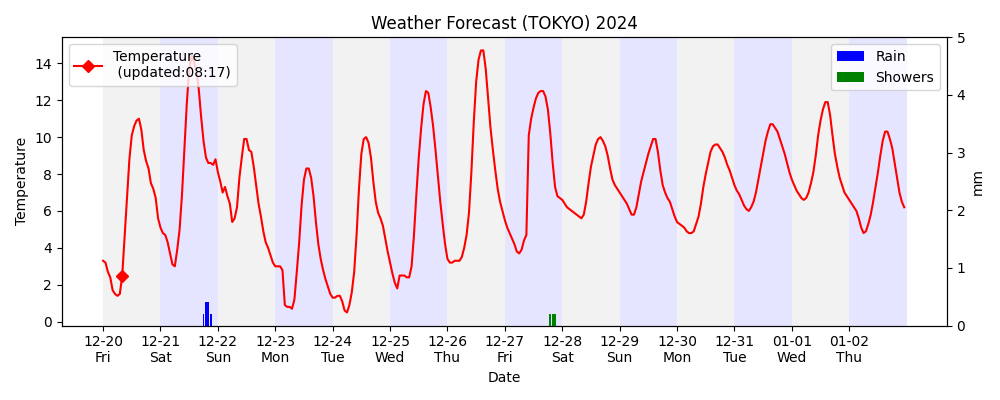 Weather Forecast (TOKYO) 2024
Temperature
(updated:08:17)
Rain
Showers
Temperature
14
12
10
8
6
4
2
0
5
4
3
2
1
0
mm
12-20 12-21 12-22 12-23 12-24 12-25 12-26 12-27 12-28 12-29 12-30 12-31 01-01 01-02
Fri Sat Sun Mon Tue Wed Thu Fri Sat Sun Mon Tue Wed Thu
Date